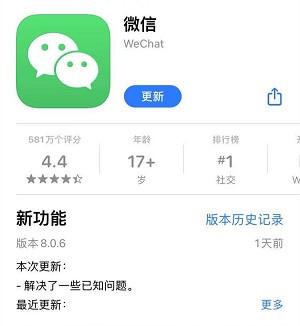 微信
WeChat
更新
581万个评分
年龄
排行榜
4.4
17+
#1
岁
社交
新功能
版本历史记录
版本 8.0.6
1天前
本次更新：
- 解决了一些已知问题。
最近更新：
更多